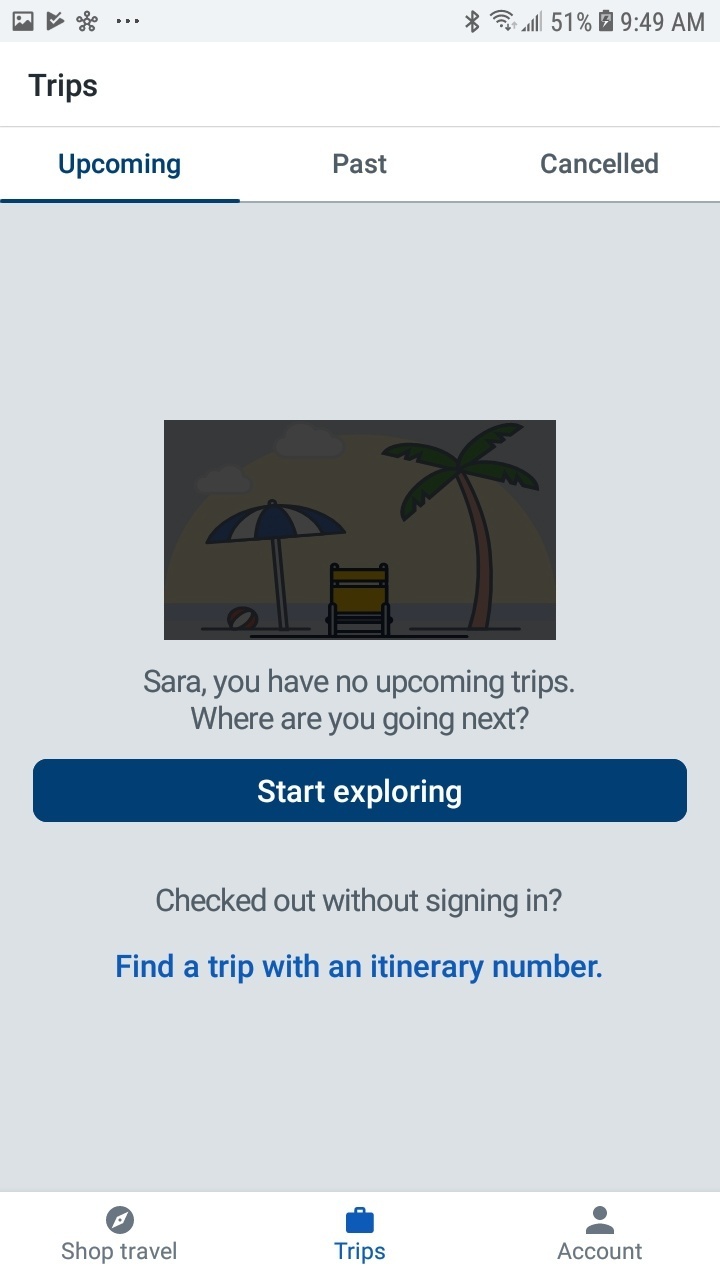 51% 9:49 AM
Trips
Upcoming Past Cancelled
Sara, you have no upcoming trips.
Where are you going next?
Start exploring
Checked out without signing in?
Find a trip with an itinerary number.
Shop travel Trips Account